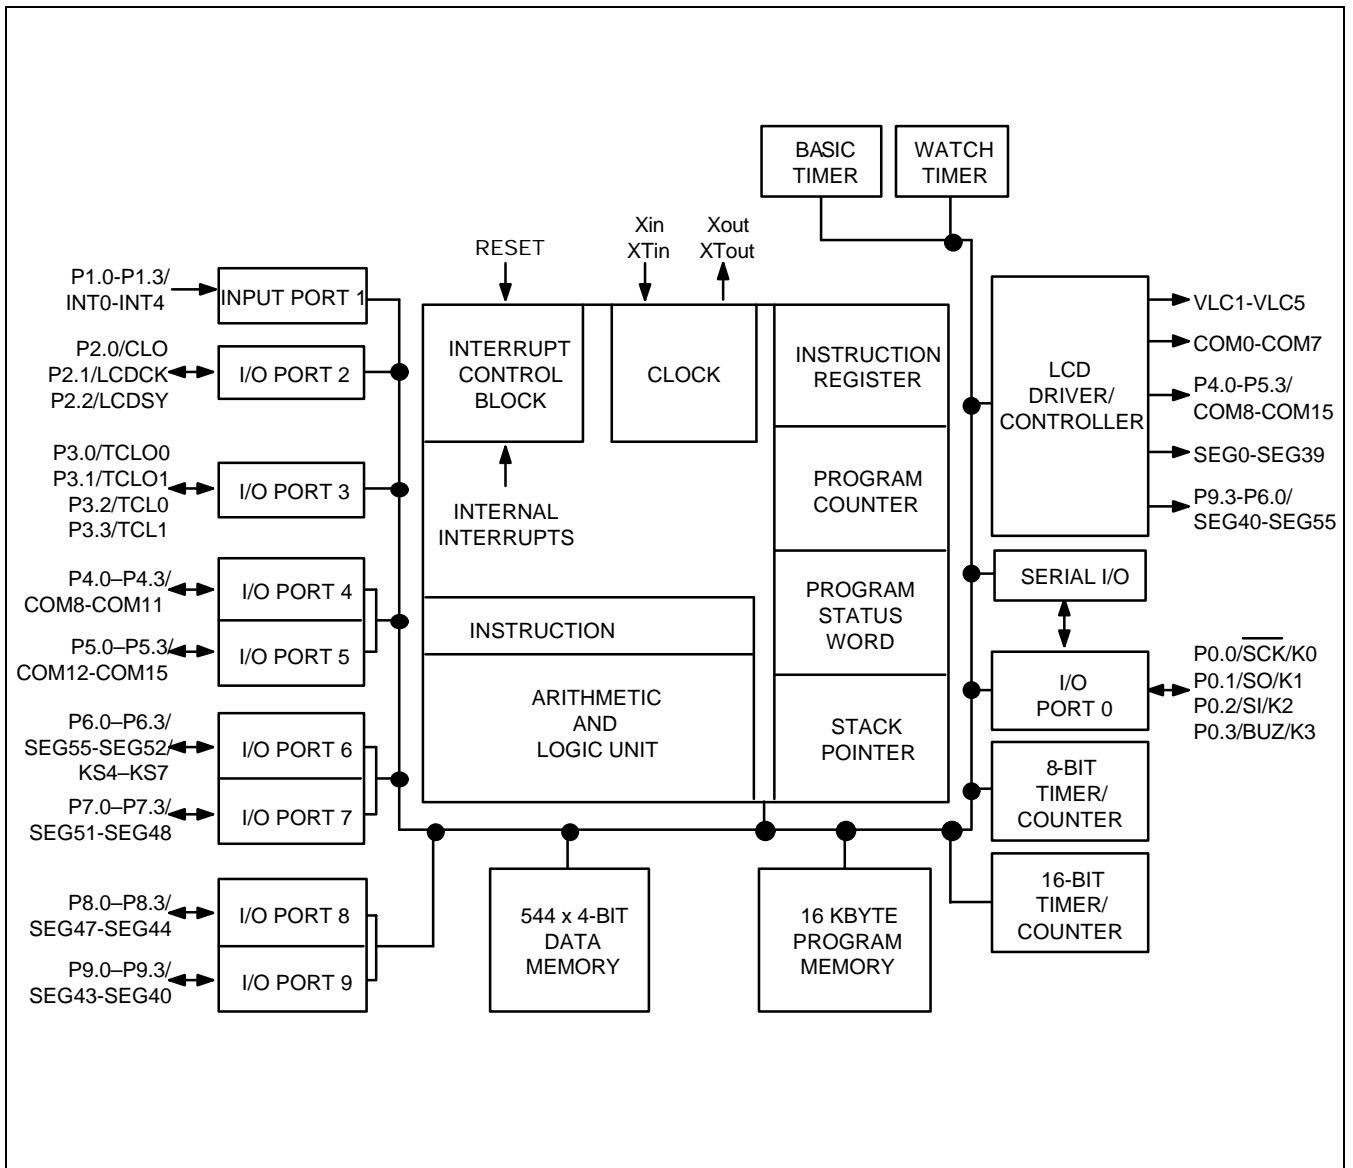 BASIC
TIMER
WATCH
TIMER
Xin
XTin
Xout
XTout
RESET
P1.0-P1.3/
INT0-INT4
INPUT PORT 1
P2.0/CLO
P2.1/LCDCK
P2.2/LCDSY
I/O PORT 2
P3.0/TCLO0
P3.1/TCLO1
P3.2/TCL0
P3.3/TCL1
I/O PORT 3
P4.0–P4.3/
COM8-COM11
I/O PORT 4
P5.0–P5.3/
COM12-COM15
I/O PORT 5
P6.0–P6.3/
SEG55-SEG52/
KS4–KS7
I/O PORT 6
P7.0–P7.3/
SEG51-SEG48
I/O PORT 7
P8.0–P8.3/
SEG47-SEG44
I/O PORT 8
P9.0–P9.3/
SEG43-SEG40
I/O PORT 9
INTERRUPT
CONTROL
BLOCK
INTERNAL
INTERRUPTS
CLOCK
INSTRUCTION
REGISTER
PROGRAM
COUNTER
PROGRAM
STATUS
WORD
STACK
POINTER
INSTRUCTION
ARITHMETIC
AND
LOGIC UNIT
544 x 4-BIT
DATA
MEMORY
16 KBYTE
PROGRAM
MEMORY
LCD
DRIVER/
CONTROLLER
VLC1-VLC5
COM0-COM7
P4.0-P5.3/
COM8-COM15
SEG0-SEG39
P9.3-P6.0/
SEG40-SEG55
SERIAL I/O
I/O
PORT 0
P0.0/S̅C̅K̅/K0
P0.1/SO/K1
P0.2/SI/K2
P0.3/BUZ/K3
8-BIT
TIMER/
COUNTER
16-BIT
TIMER/
COUNTER